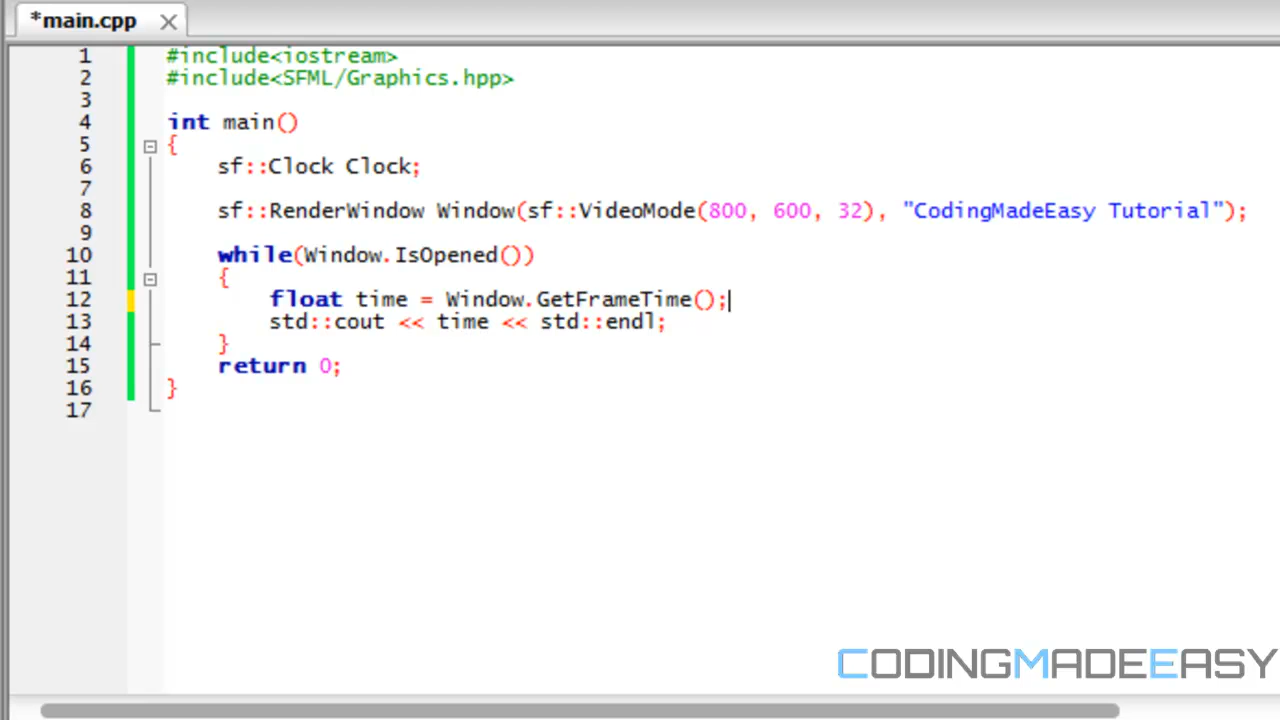 *main.cpp
1 #include<iostream>
2 #include<SFML/Graphics.hpp>
3
4 int main()
5 {
6 sf::Clock Clock;
7
8 sf::RenderWindow Window(sf::VideoMode(800, 600, 32), "CodingMadeEasy Tutorial");
9
10 while(Window.IsOpened())
11 {
12 float time = Window.GetFrameTime();
13 std::cout << time << std::endl;
14 }
15 return 0;
16 }
17
CODINGMADEEASY